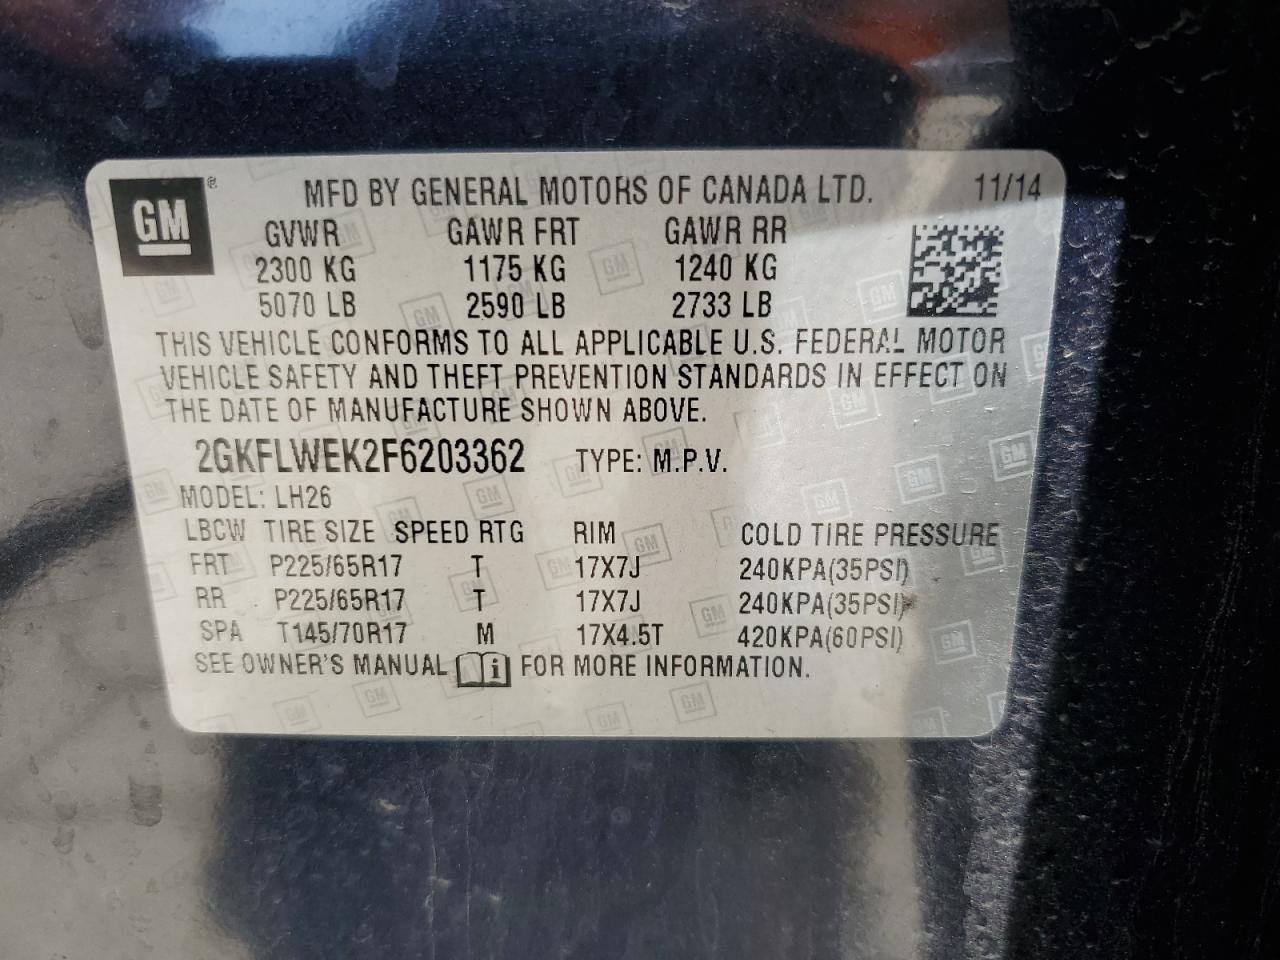 GM ® MFD BY GENERAL MOTORS OF CANADA LTD. 11/14
GVWR GAWR FRT GAWR RR
2300 KG 1175 KG 1240 KG
5070 LB 2590 LB 2733 LB
THIS VEHICLE CONFORMS TO ALL APPLICABLE U.S. FEDERAL MOTOR
VEHICLE SAFETY AND THEFT PREVENTION STANDARDS IN EFFECT ON
THE DATE OF MANUFACTURE SHOWN ABOVE.
2GKFLWEK2F6203362 TYPE: M.P.V.
MODEL: LH26
LBCW TIRE SIZE SPEED RTG RIM COLD TIRE PRESSURE
FRT P225/65R17 T 17X7J 240KPA(35PSI)
RR P225/65R17 T 17X7J 240KPA(35PSI)
SPA T145/70R17 M 17X4.5T 420KPA(60PSI)
SEE OWNER'S MANUAL i FOR MORE INFORMATION.